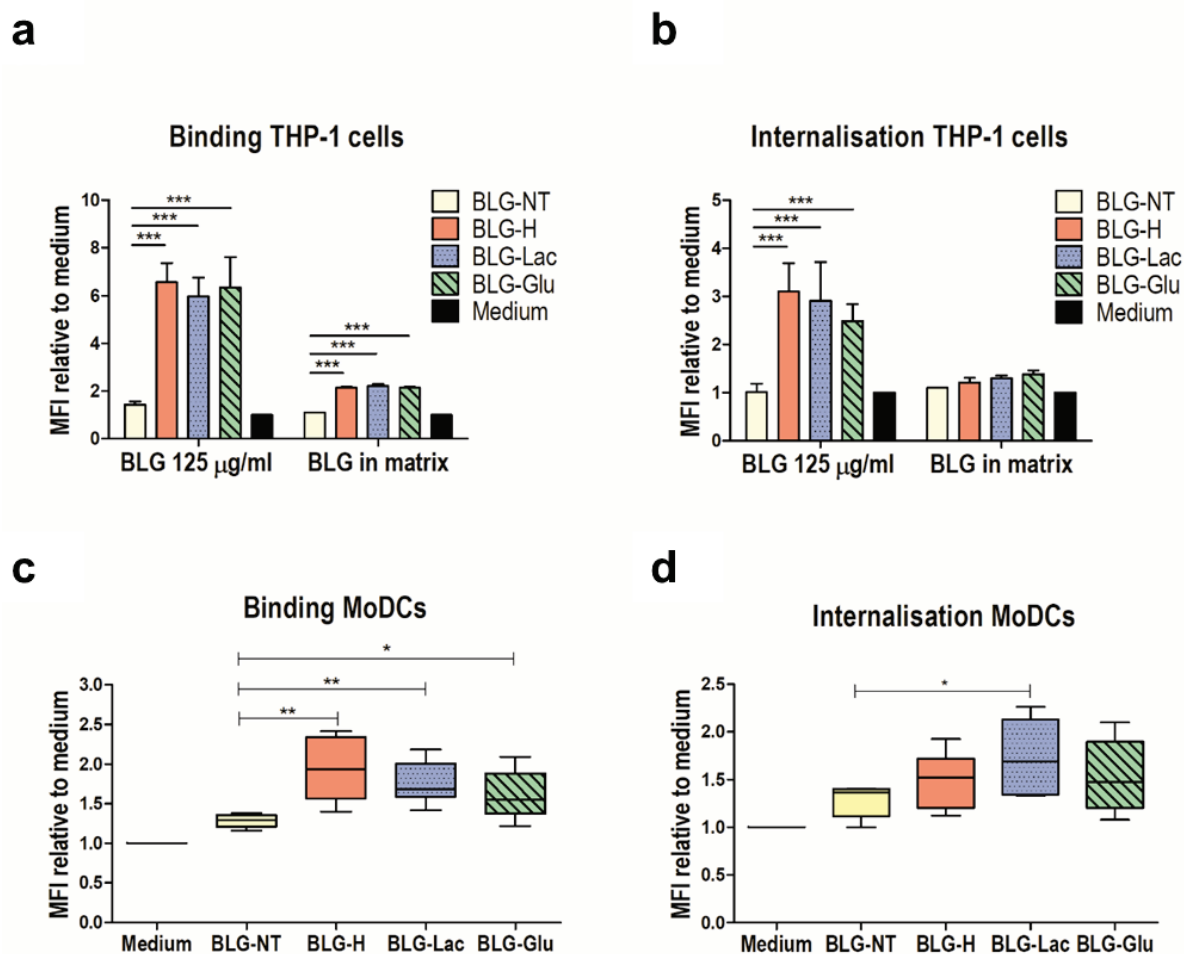 a
Binding THP-1 cells
MFI relative to medium
10
8
6
4
2
0
***
***
***
***
***
***
BLG 125 μg/ml
BLG in matrix
BLG-NT
BLG-H
BLG-Lac
BLG-Glu
Medium
b
Internalisation THP-1 cells
MFI relative to medium
5
4
3
2
1
0
***
***
***
BLG 125 μg/ml
BLG in matrix
BLG-NT
BLG-H
BLG-Lac
BLG-Glu
Medium
c
Binding MoDCs
MFI relative to medium
3.0
2.5
2.0
1.5
1.0
0.5
0.0
*
**
**
Medium
BLG-NT
BLG-H
BLG-Lac
BLG-Glu
d
Internalisation MoDCs
MFI relative to medium
2.5
2.0
1.5
1.0
0.5
0.0
*
Medium
BLG-NT
BLG-H
BLG-Lac
BLG-Glu